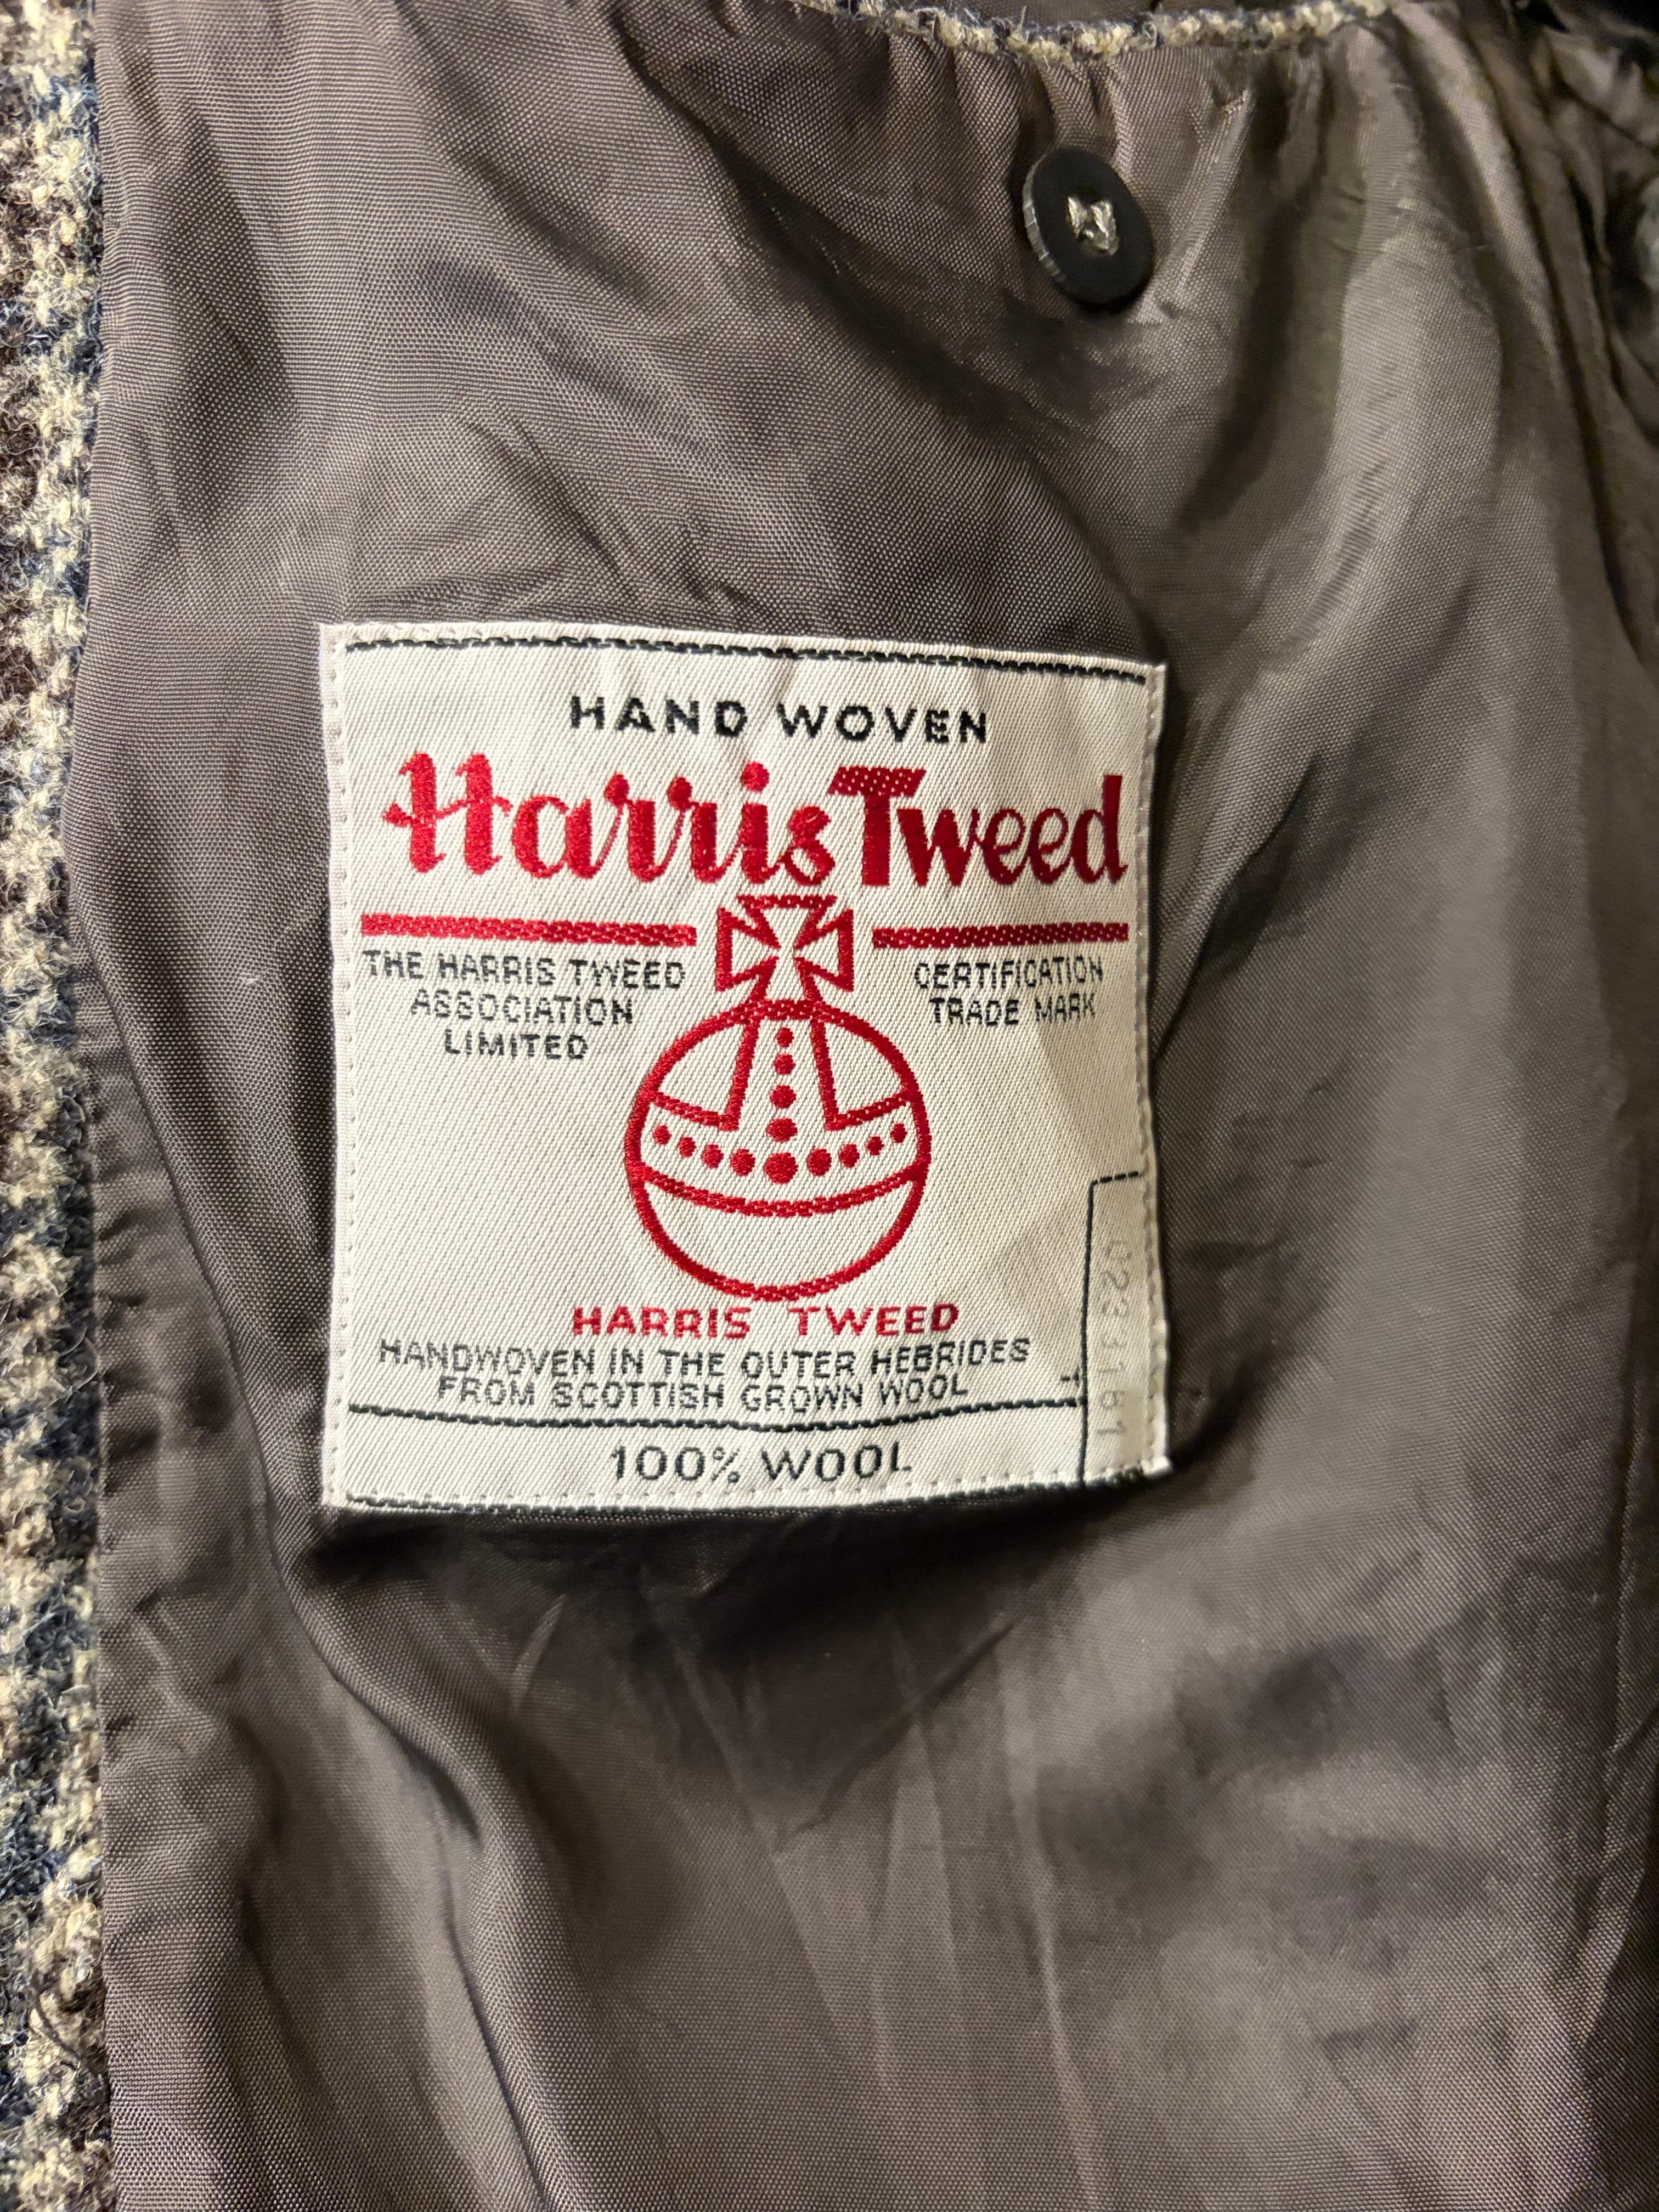 HAND WOVEN
Harris Tweed
THE HARRIS TWEED
ASSOCIATION
LIMITED
CERTIFICATION
TRADE MARK
HARRIS TWEED
HANDWOVEN IN THE OUTER HEBRIDES
FROM SCOTTISH GROWN WOOL
100% WOOL